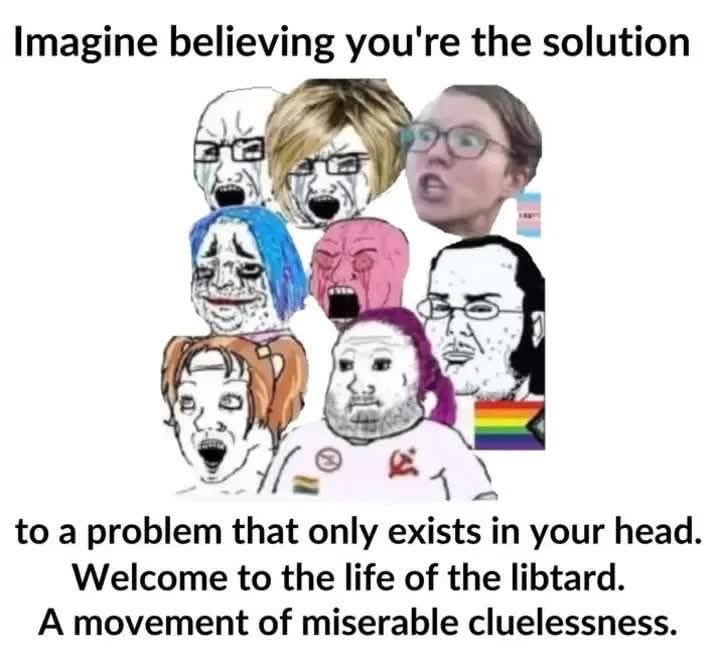 Imagine believing you're the solution
to a problem that only exists in your head.
Welcome to the life of the libtard.
A movement of miserable cluelessness.